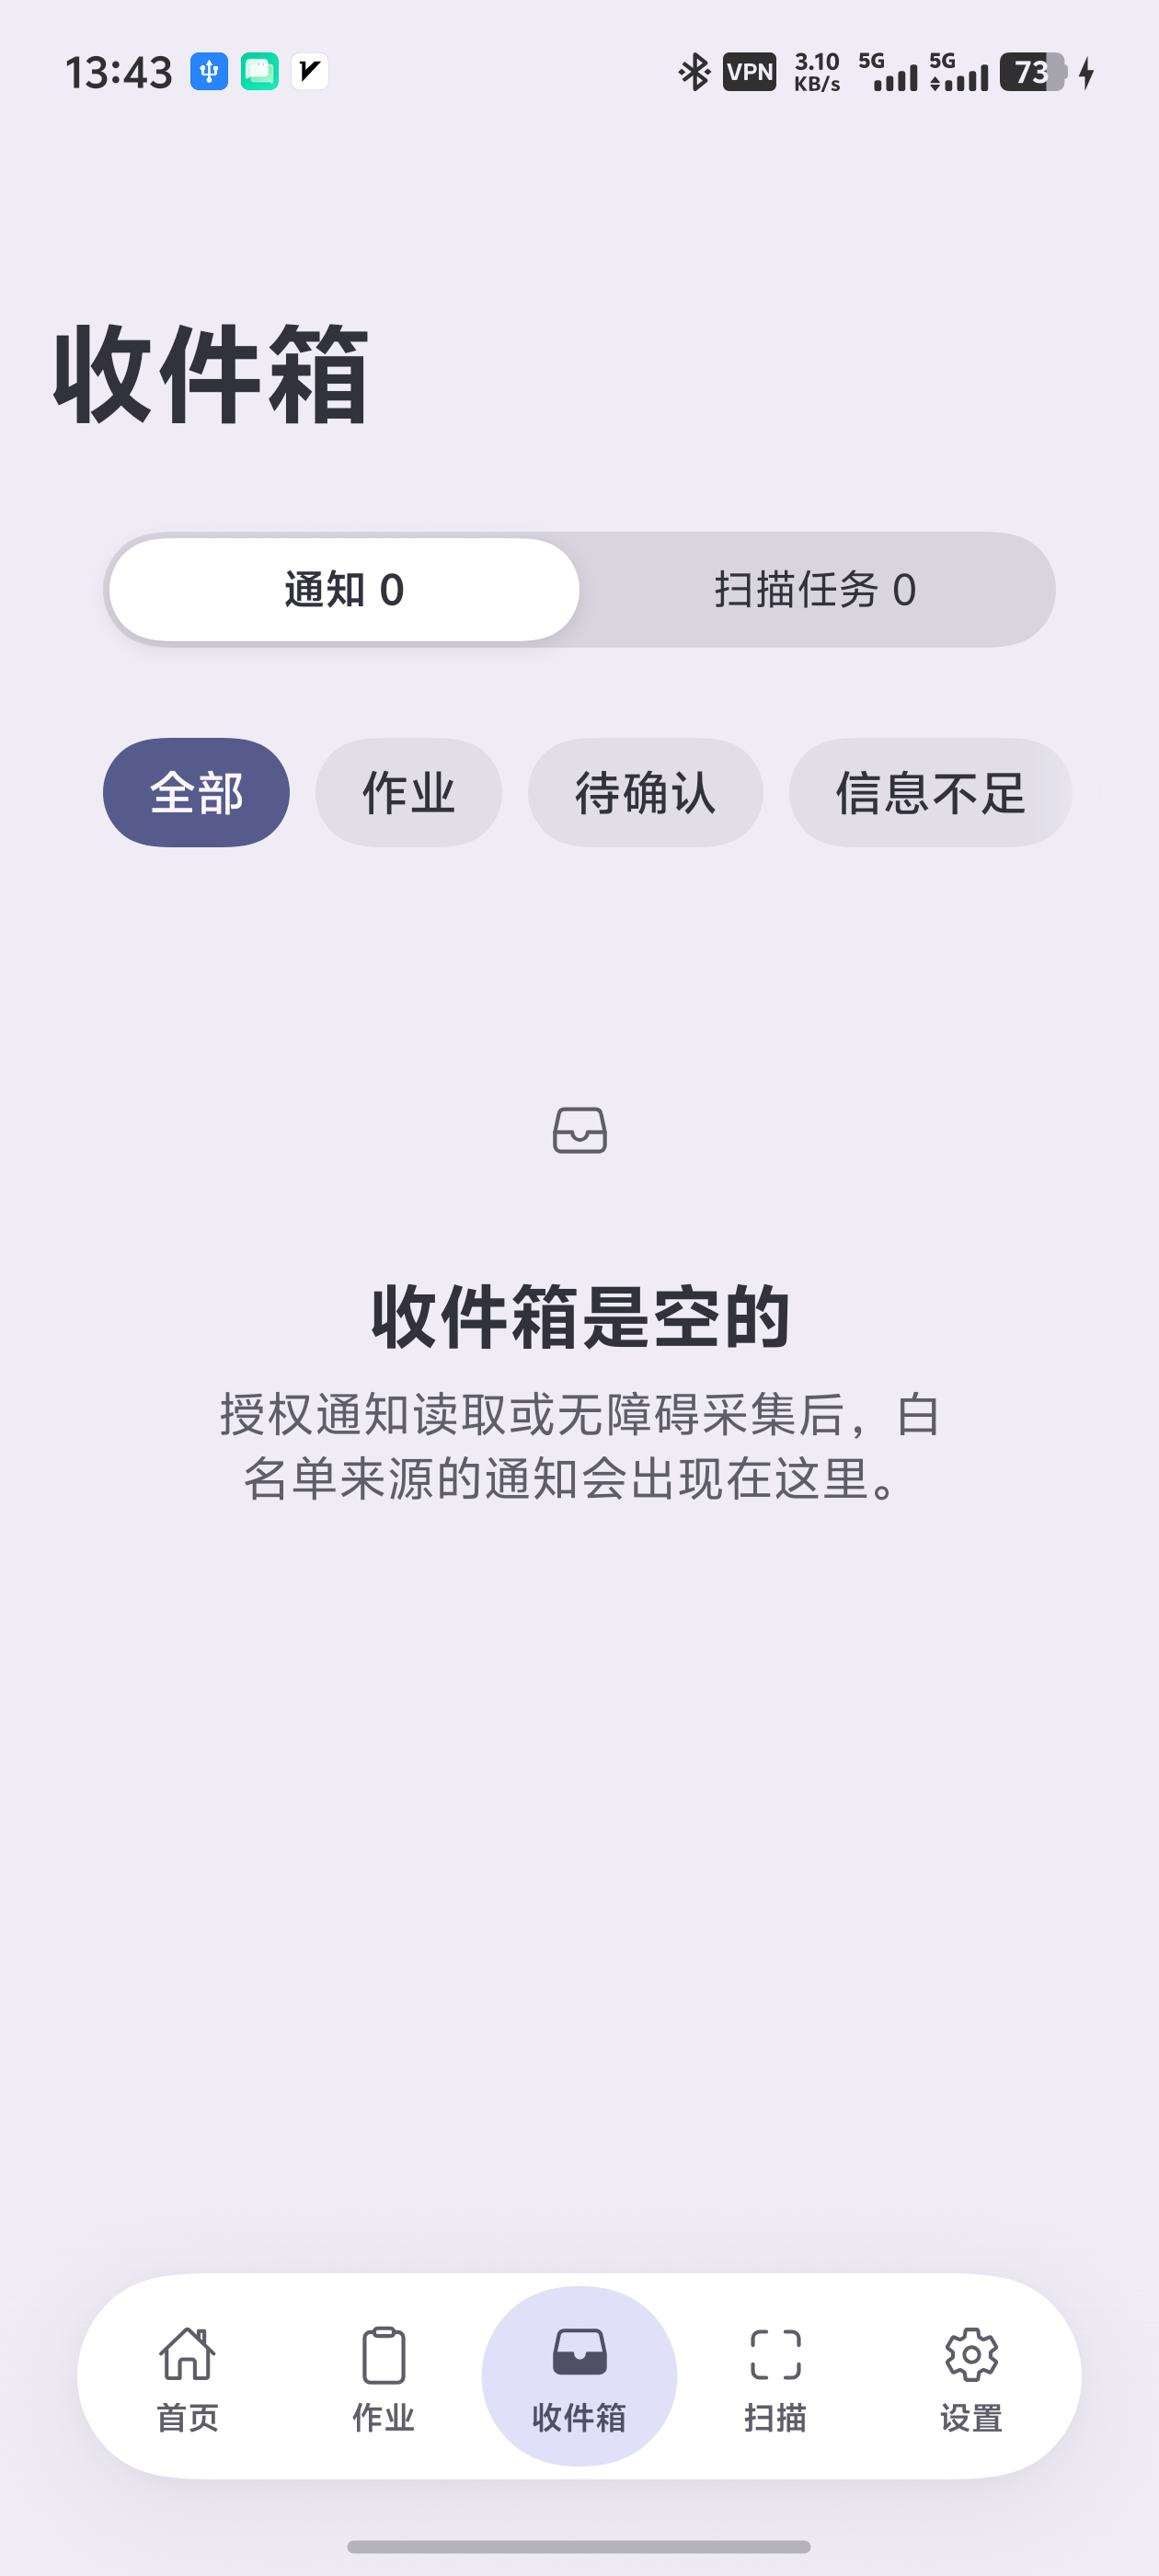 13:43
VPN 3.10 KB/s 5G 5G 73
收件箱
通知 0 扫描任务 0
全部 作业 待确认 信息不足
收件箱是空的
授权通知读取或无障碍采集后，白
名单来源的通知会出现在这里。
首页 作业 收件箱 扫描 设置